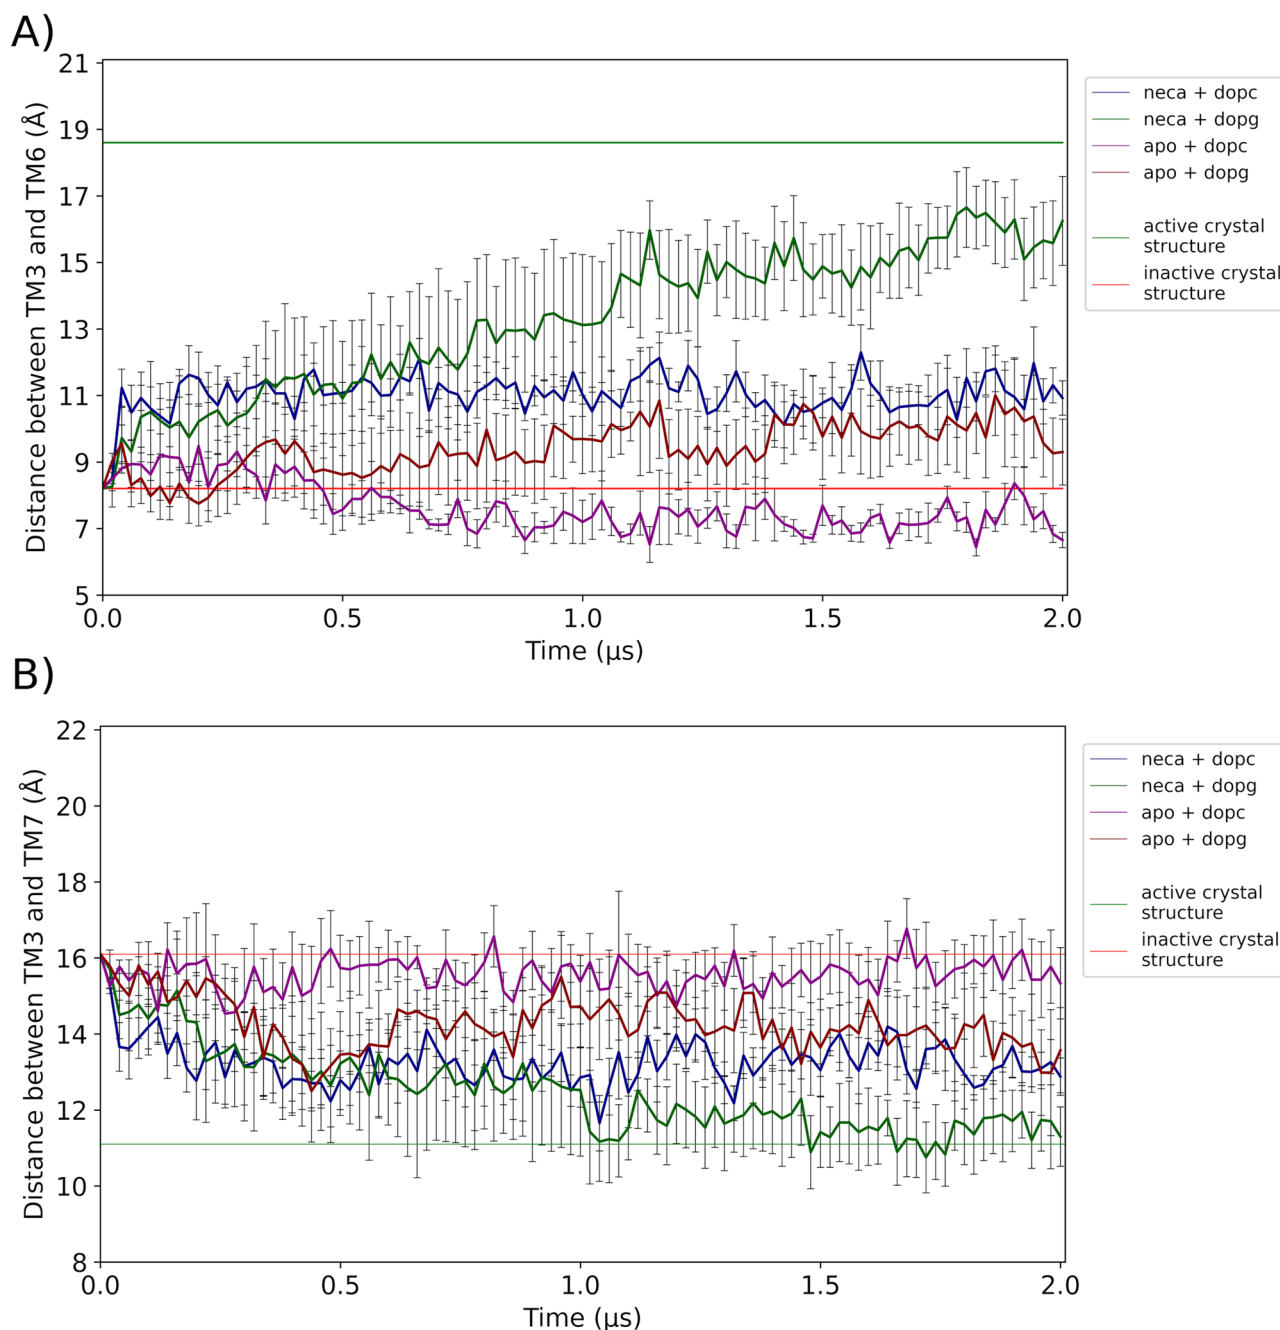 A)
21
19
17
15
13
11
9
7
5
Distance between TM3 and TM6 (Å)
0.0
0.5
1.0
1.5
2.0
Time (μs)
neca + dopc
neca + dopg
apo + dopc
apo + dopg
active crystal
structure
inactive crystal
structure
B)
22
20
18
16
14
12
10
8
Distance between TM3 and TM7 (Å)
0.0
0.5
1.0
1.5
2.0
Time (μs)
neca + dopc
neca + dopg
apo + dopc
apo + dopg
active crystal
structure
inactive crystal
structure